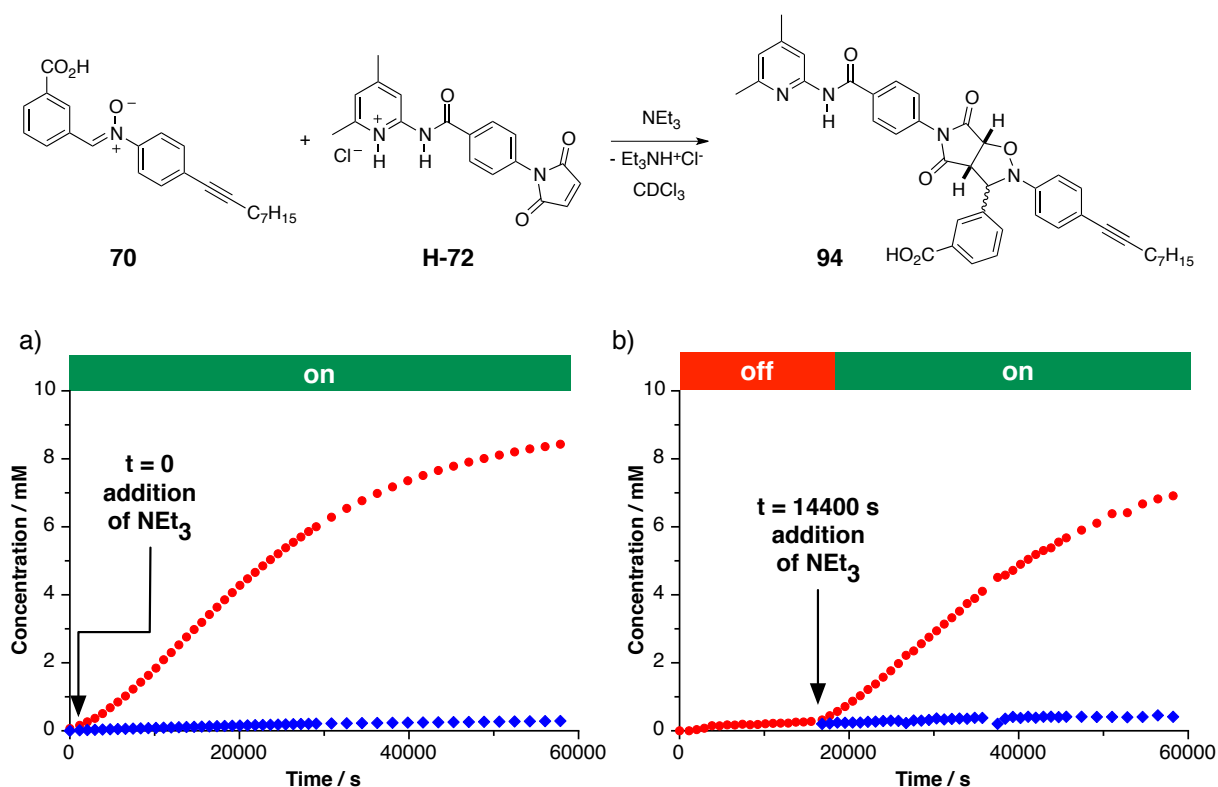 CO2H
O–
N
+
C7H15
70
+
N
+
H
Cl–
N
H
O
N
O
O
H-72
NEt3
- Et3NH+Cl-
CDCl3
N
N
H
O
N
O
O
H
H
O
N
HO2C
C7H15
94
a)
on
10
8
6
4
2
0
Concentration / mM
t = 0
addition
of NEt3
0
20000
40000
60000
Time / s
b)
off
on
10
8
6
4
2
0
Concentration / mM
t = 14400 s
addition
of NEt3
0
20000
40000
60000
Time / s